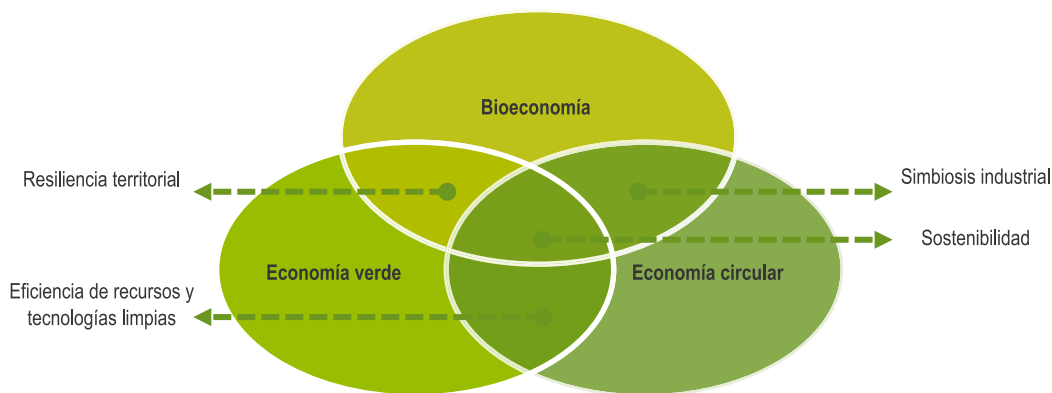 Bioeconomía
Resiliencia territorial
Simbiosis industrial
Sostenibilidad
Economía verde
Economía circular
Eficiencia de recursos y
tecnologías limpias